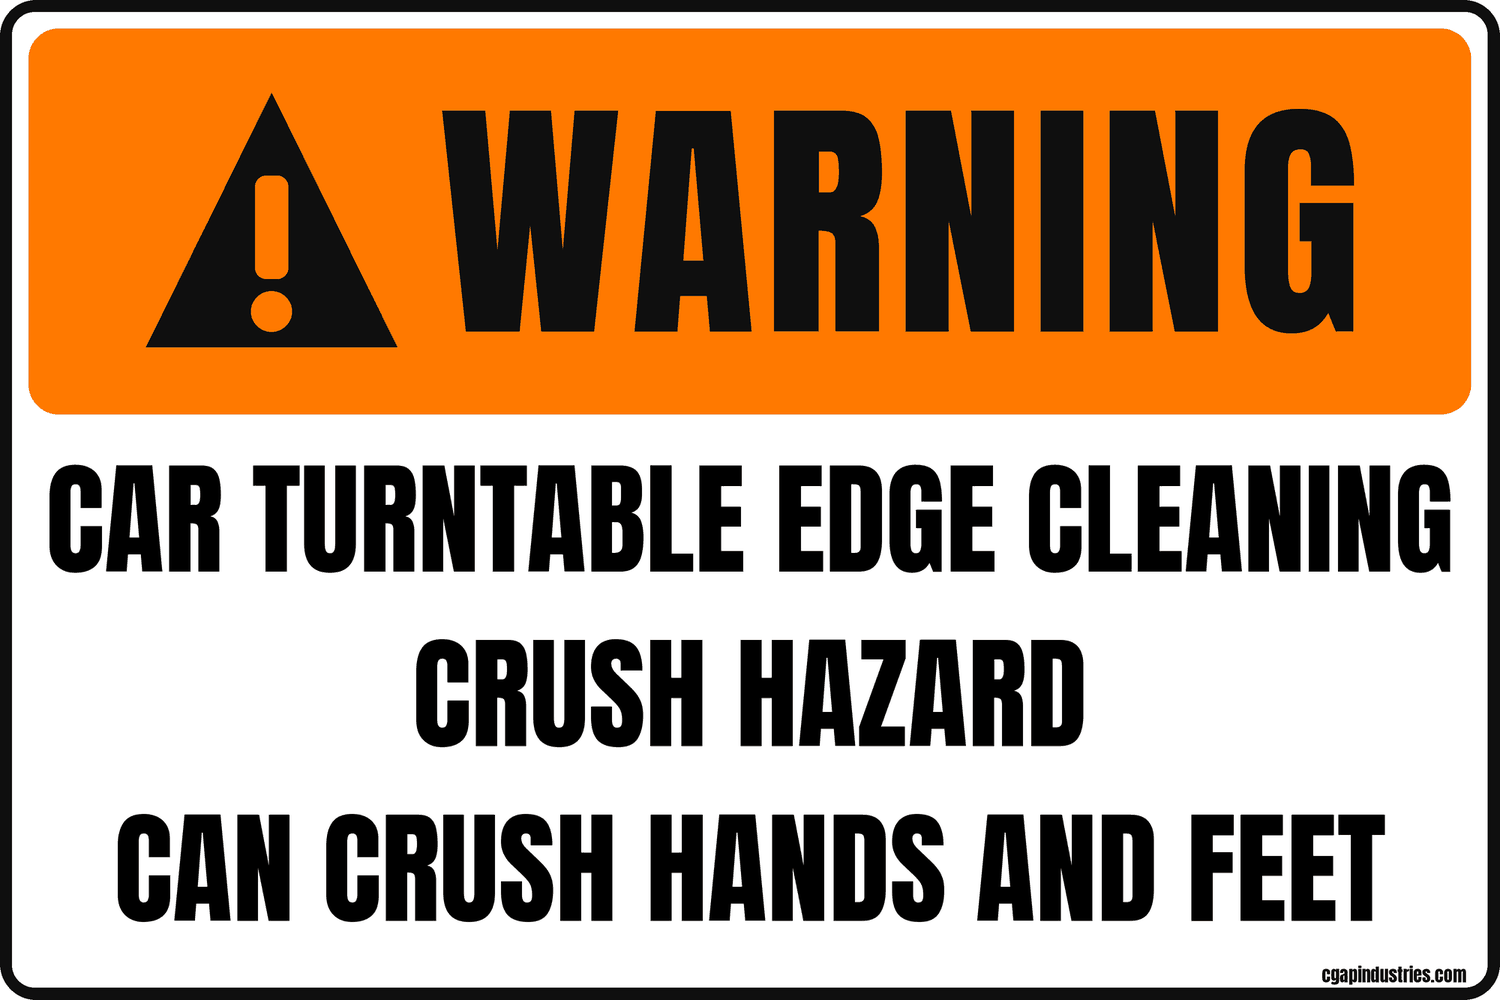 WARNING
CAR TURNTABLE EDGE CLEANING
CRUSH HAZARD
CAN CRUSH HANDS AND FEET
cgapindustries.com